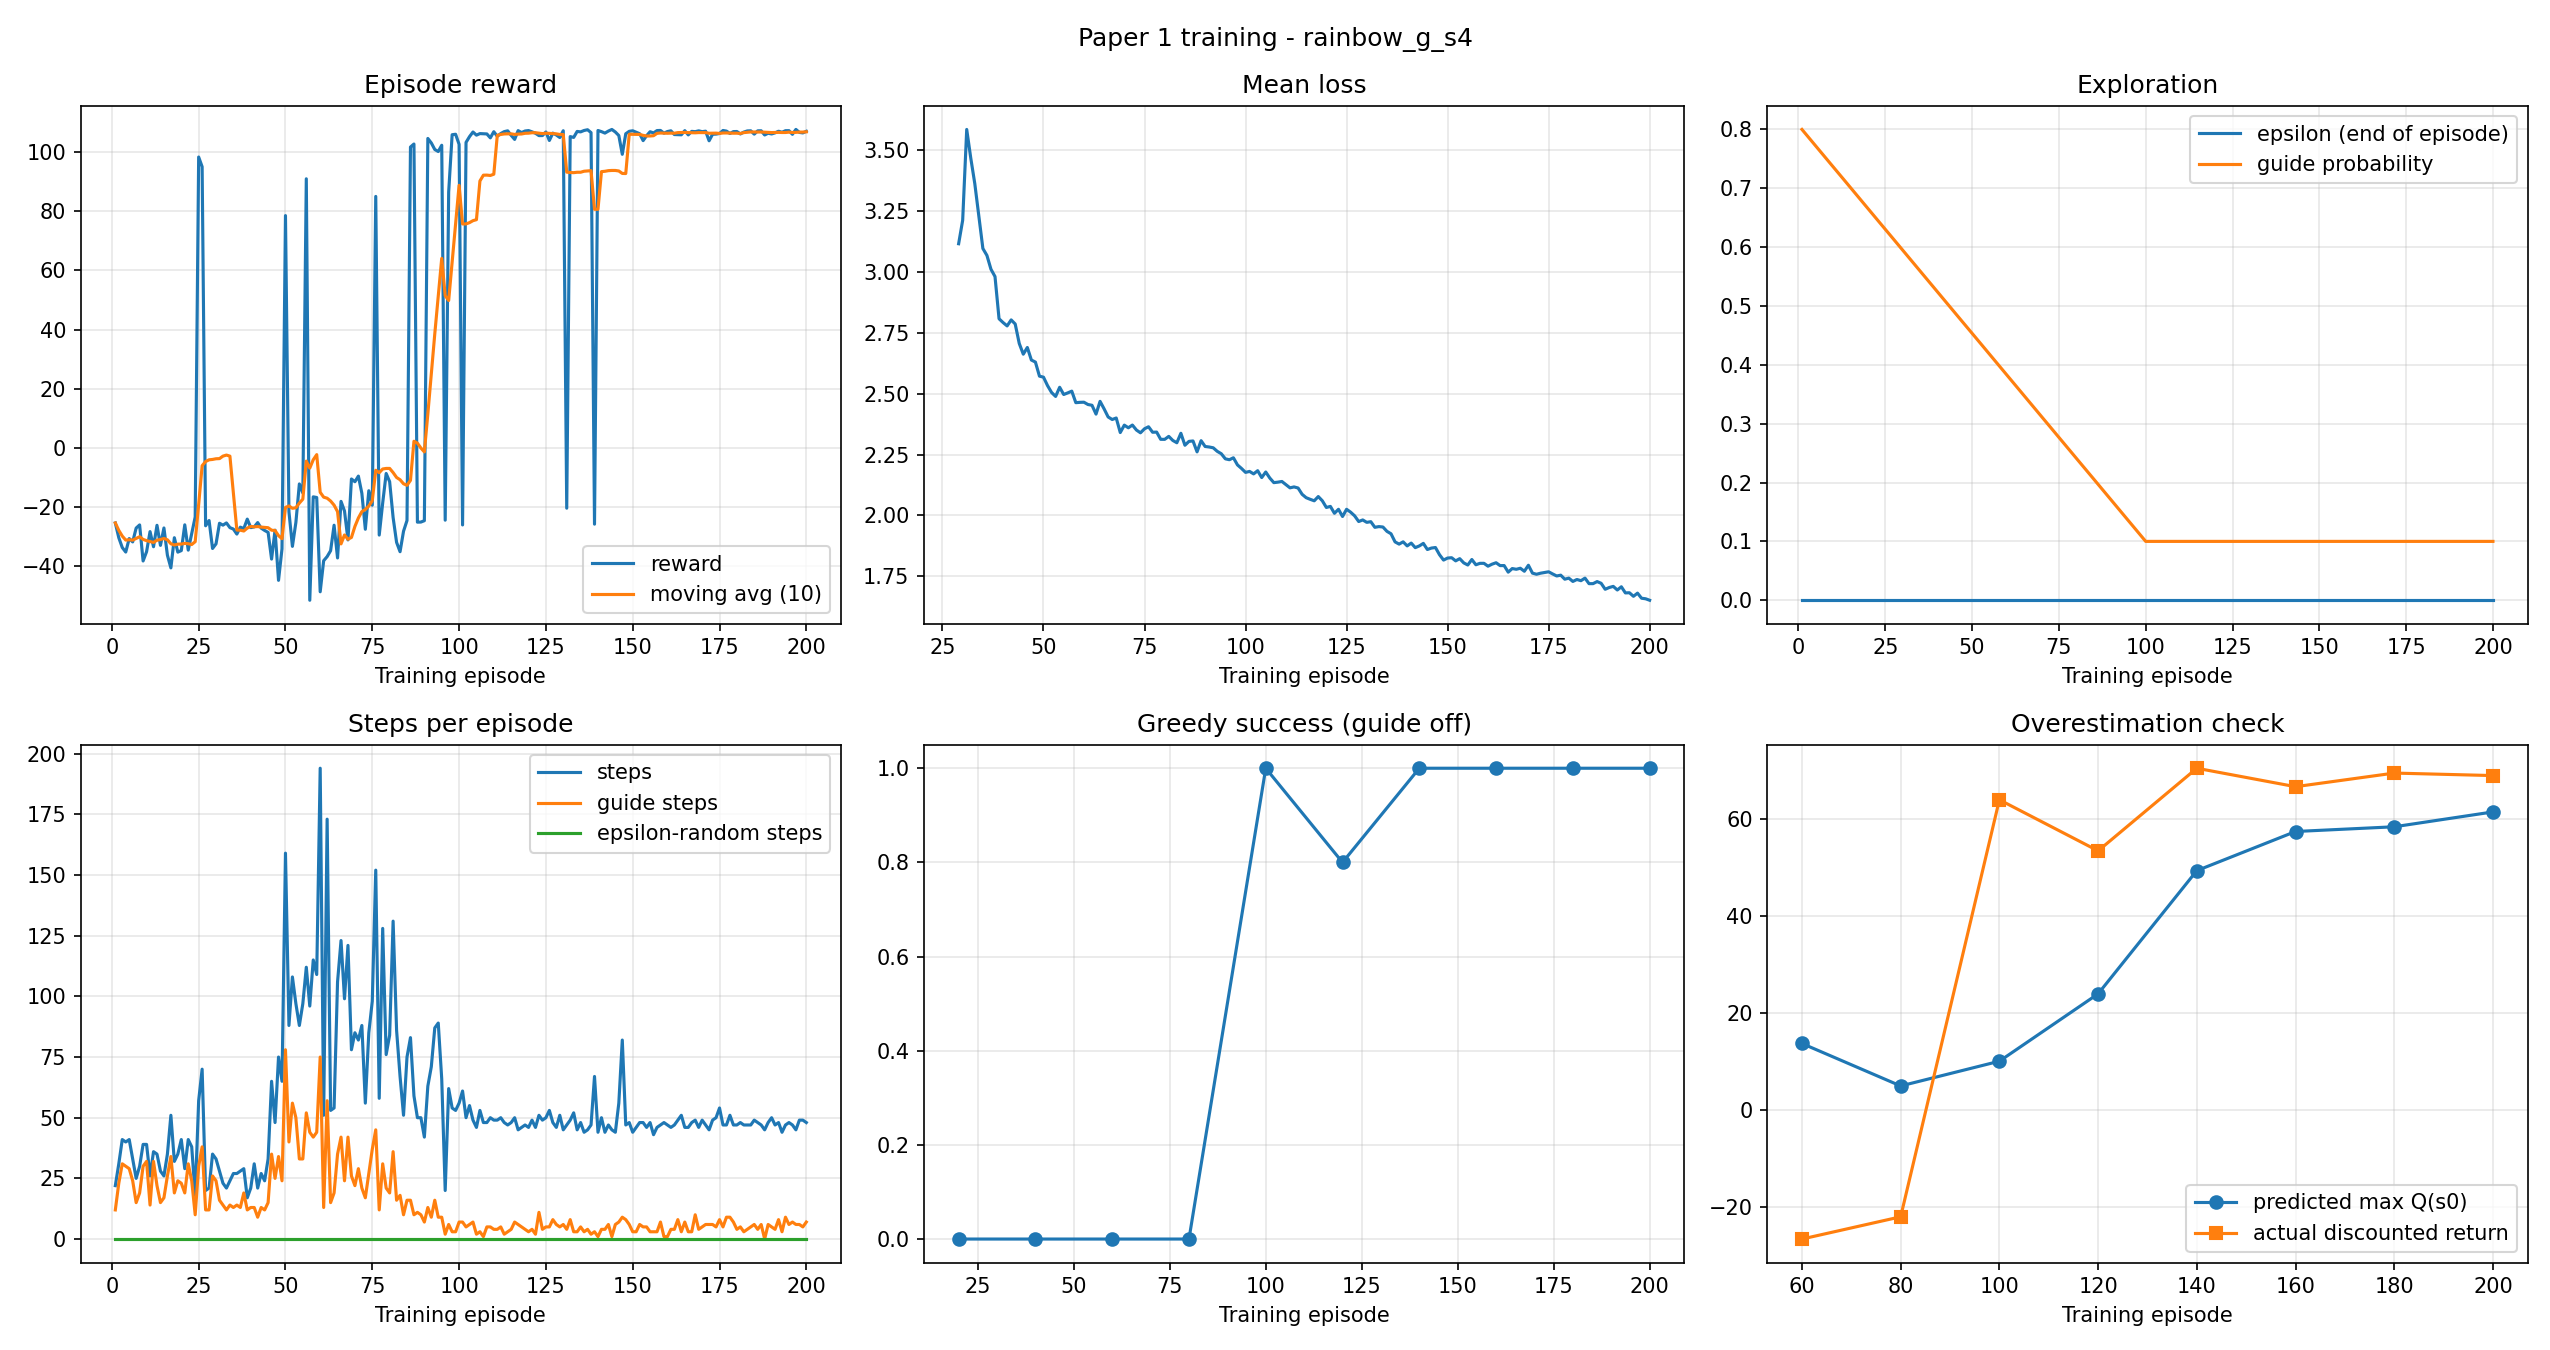 Paper 1 training - rainbow_g_s4
Episode reward
100
80
60
40
20
0
−20
−40
reward
moving avg (10)
0 25 50 75 100 125 150 175 200
Training episode
Mean loss
3.50
3.25
3.00
2.75
2.50
2.25
2.00
1.75
25 50 75 100 125 150 175 200
Training episode
Exploration
0.8
0.7
0.6
0.5
0.4
0.3
0.2
0.1
0.0
epsilon (end of episode)
guide probability
0 25 50 75 100 125 150 175 200
Training episode
Steps per episode
200
175
150
125
100
75
50
25
0
steps
guide steps
epsilon-random steps
0 25 50 75 100 125 150 175 200
Training episode
Greedy success (guide off)
1.0
0.8
0.6
0.4
0.2
0.0
25 50 75 100 125 150 175 200
Training episode
Overestimation check
60
40
20
0
−20
predicted max Q(s0)
actual discounted return
60 80 100 120 140 160 180 200
Training episode